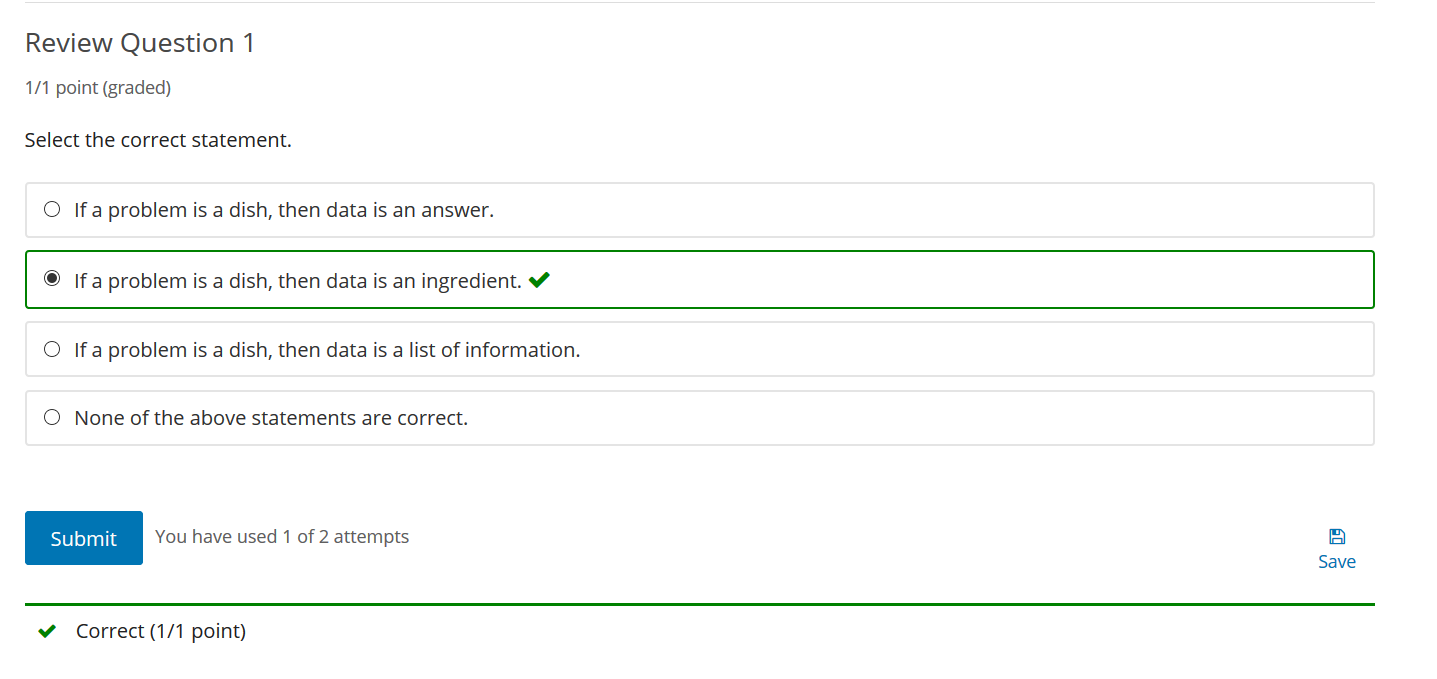 Review Question 1
1/1 point (graded)
Select the correct statement.
If a problem is a dish, then data is an answer.
If a problem is a dish, then data is an ingredient.
If a problem is a dish, then data is a list of information.
None of the above statements are correct.
Submit
You have used 1 of 2 attempts
Save
Correct (1/1 point)